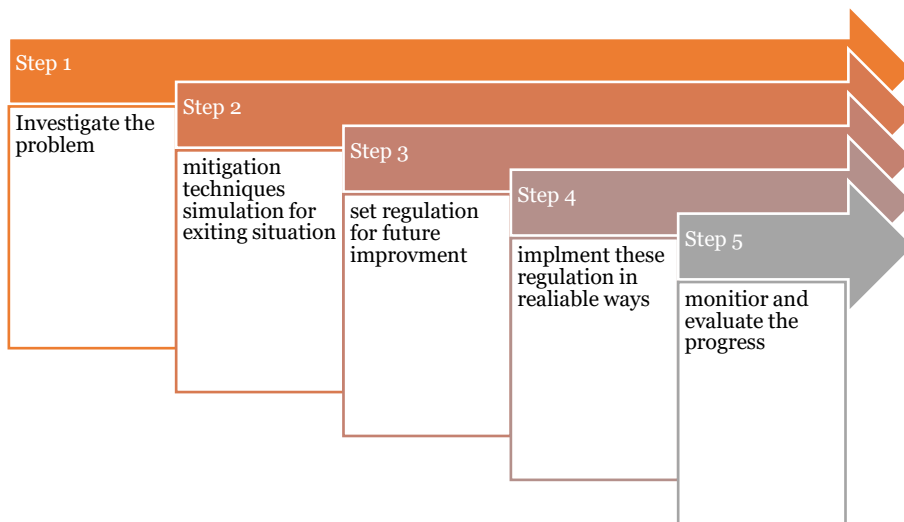 Step 1
Investigate the
problem
Step 2
mitigation
techniques
simulation for
exiting situation
Step 3
set regulation
for future
improvment
Step 4
implment these
regulation in
realiable ways
Step 5
monitior and
evaluate the
progress